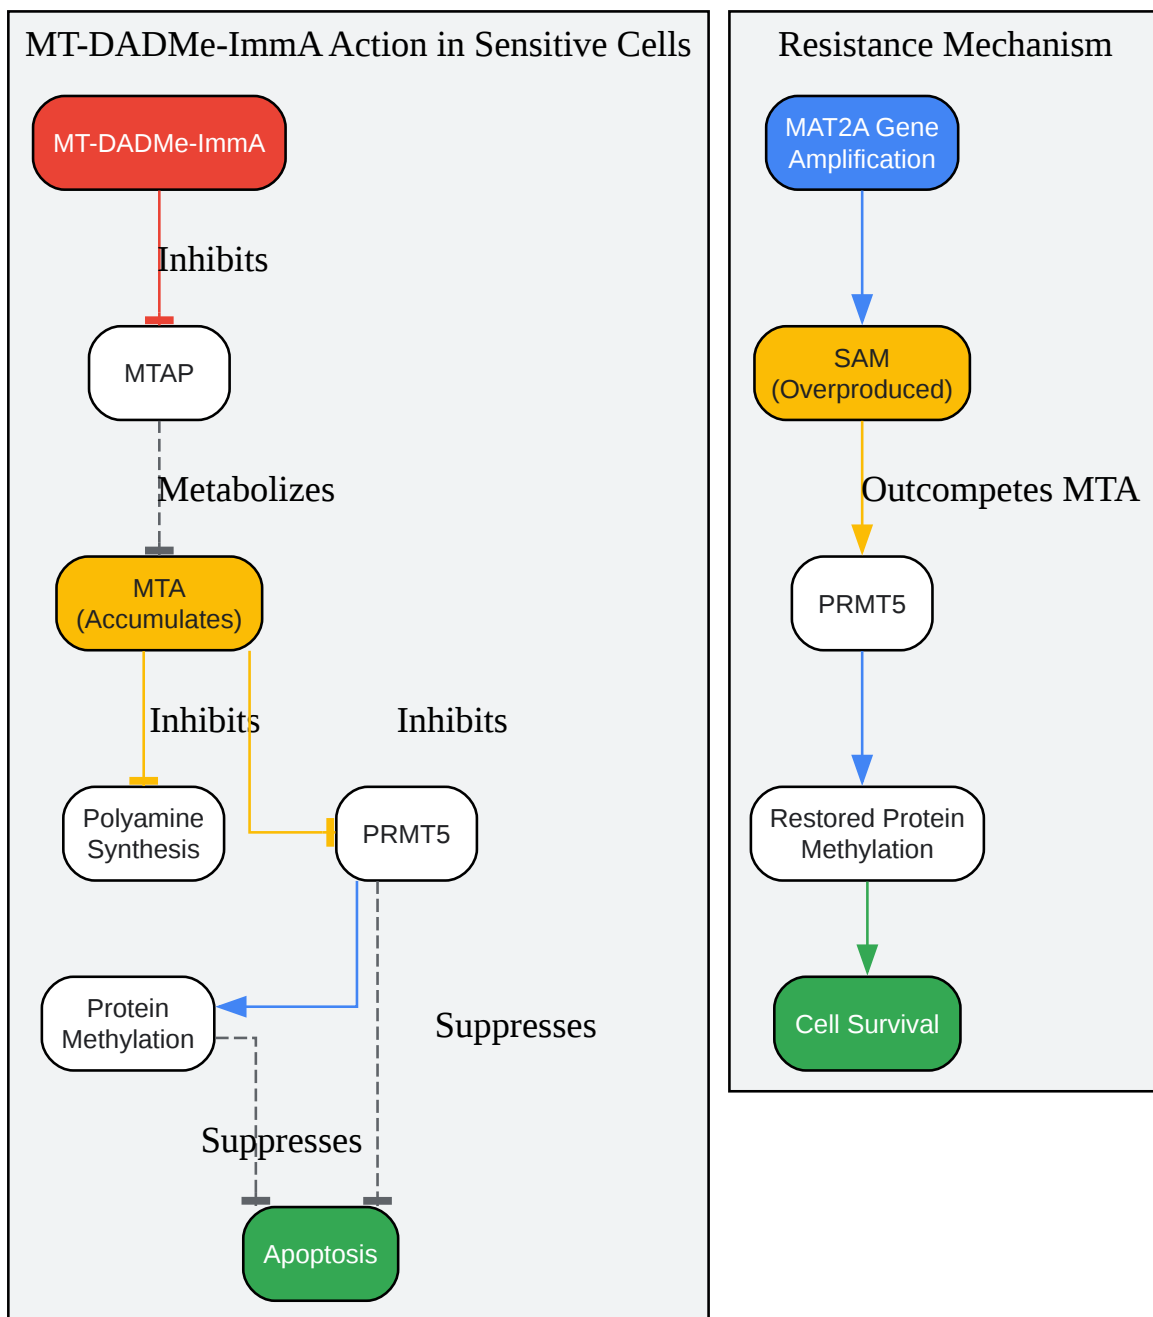 MT-DADMe-ImmA Action in Sensitive Cells
MT-DADMe-ImmA
Inhibits
MTAP
Metabolizes
MTA
(Accumulates)
Inhibits
Inhibits
Polyamine
Synthesis
PRMT5
Protein
Methylation
Suppresses
Suppresses
Apoptosis
Resistance Mechanism
MAT2A Gene
Amplification
SAM
(Overproduced)
Outcompetes MTA
PRMT5
Restored Protein
Methylation
Cell Survival